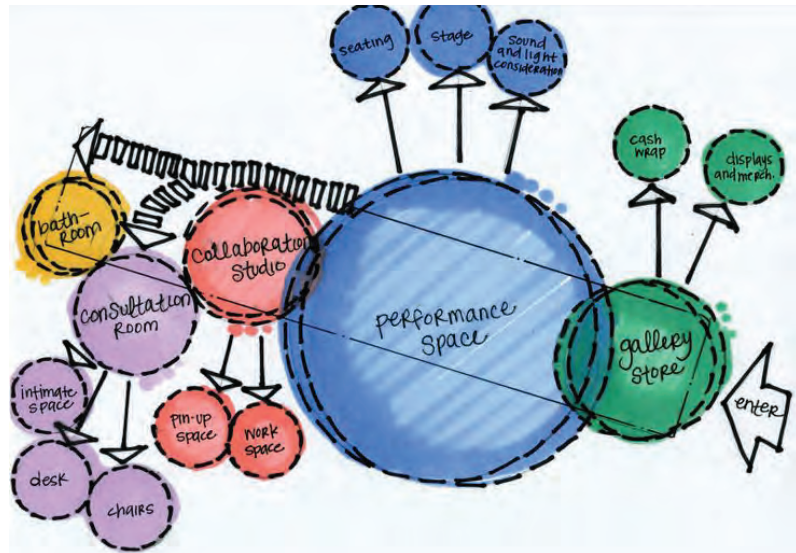 seating
stage
sound
and light
consideration
cash
wrap
displays
and merch.
bath-
room
collaboration
studio
consultation
room
performance
space
gallery
store
enter
intimate
space
pin-up
space
work
space
desk
chairs